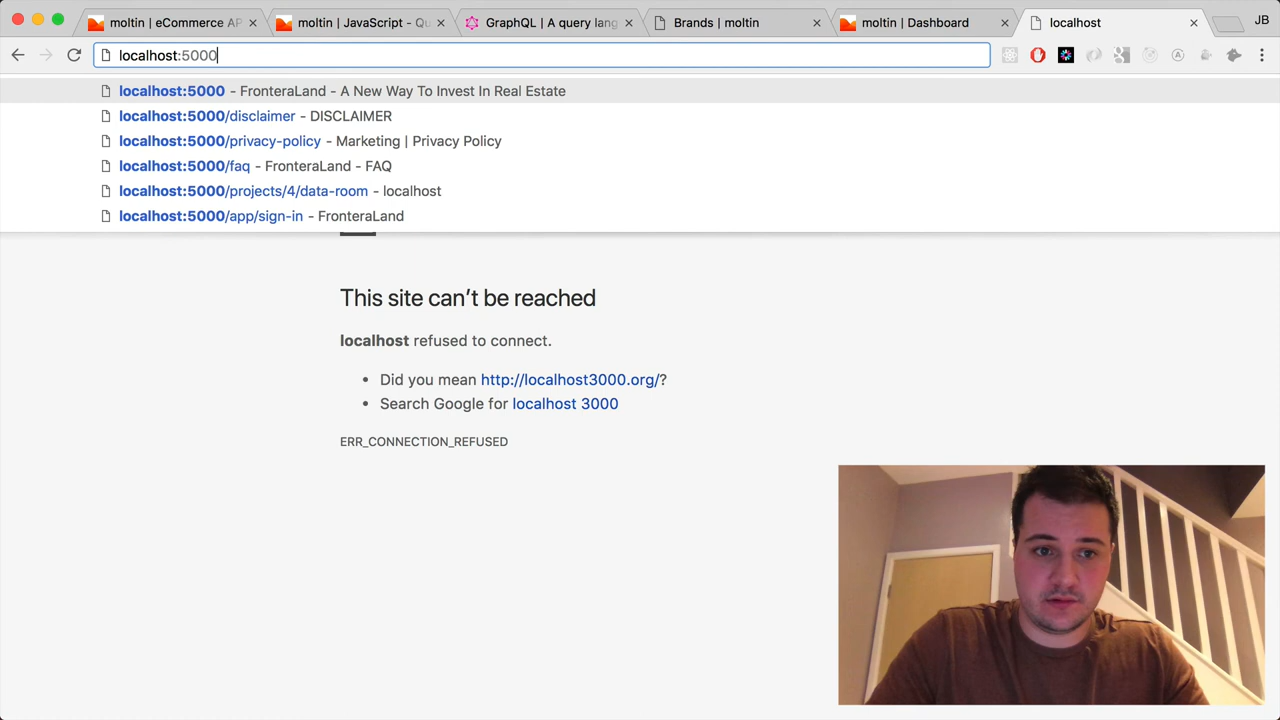 moltin | eCommerce AP
moltin | JavaScript - Qu
GraphQL | A query lang
Brands | moltin
moltin | Dashboard
localhost
JB
localhost:5000
localhost:5000 - FronteraLand - A New Way To Invest In Real Estate
localhost:5000/disclaimer - DISCLAIMER
localhost:5000/privacy-policy - Marketing | Privacy Policy
localhost:5000/faq - FronteraLand - FAQ
localhost:5000/projects/4/data-room - localhost
localhost:5000/app/sign-in - FronteraLand
This site can't be reached
localhost refused to connect.
• Did you mean http://localhost3000.org/?
• Search Google for localhost 3000
ERR_CONNECTION_REFUSED